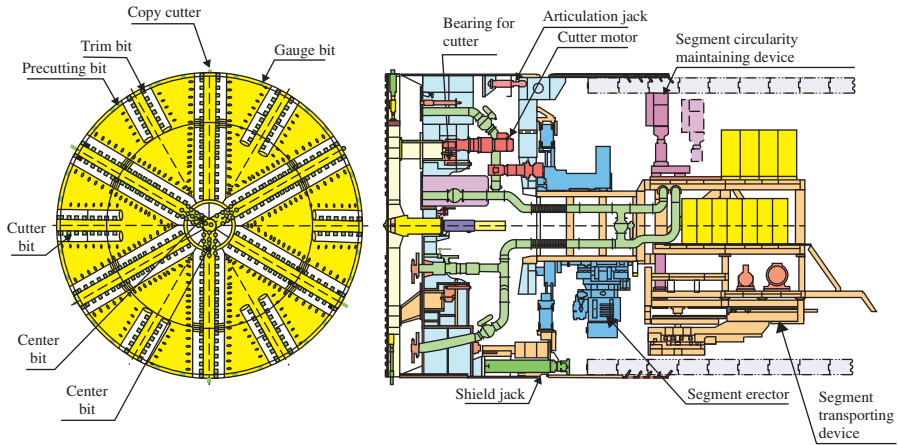 Copy cutter
Trim bit
Precutting bit
Gauge bit
Cutter bit
Center
bit
Center
bit
Bearing for
cutter
Articulation jack
Cutter motor
Segment circularity
maintaining device
Shield jack
Segment erector
Segment
transporting
device